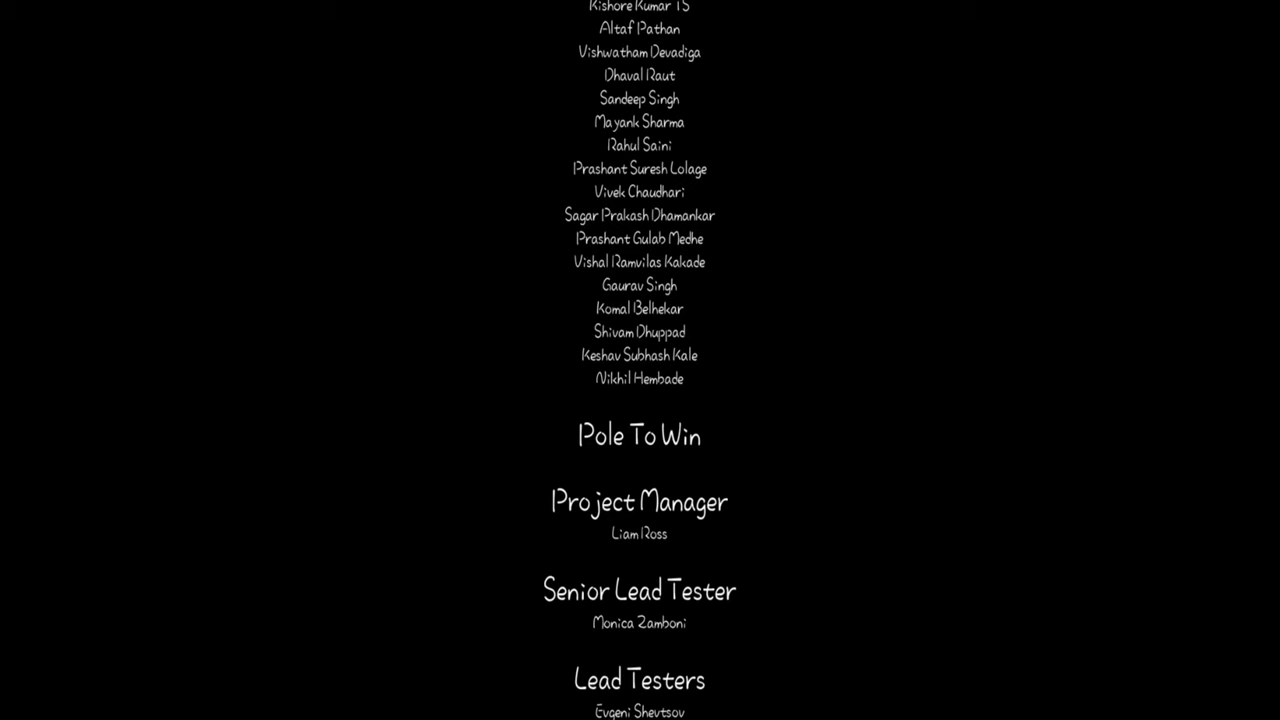 Kishore Kumar TS
Altaf Pathan
Vishwatham Devadiga
Dhaval Raut
Sandeep Singh
Mayank Sharma
Rahul Saini
Prashant Suresh Lolage
Vivek Chaudhari
Sagar Prakash Dhamankar
Prashant Gulab Medhe
Vishal Ramvilas Kakade
Gaurav Singh
Komal Belhekar
Shivam Dhuppad
Keshav Subhash Kale
Nikhil Hembade
Pole To Win
Project Manager
Liam Ross
Senior Lead Tester
Monica Zamboni
Lead Testers
Evgeni Shevtsov